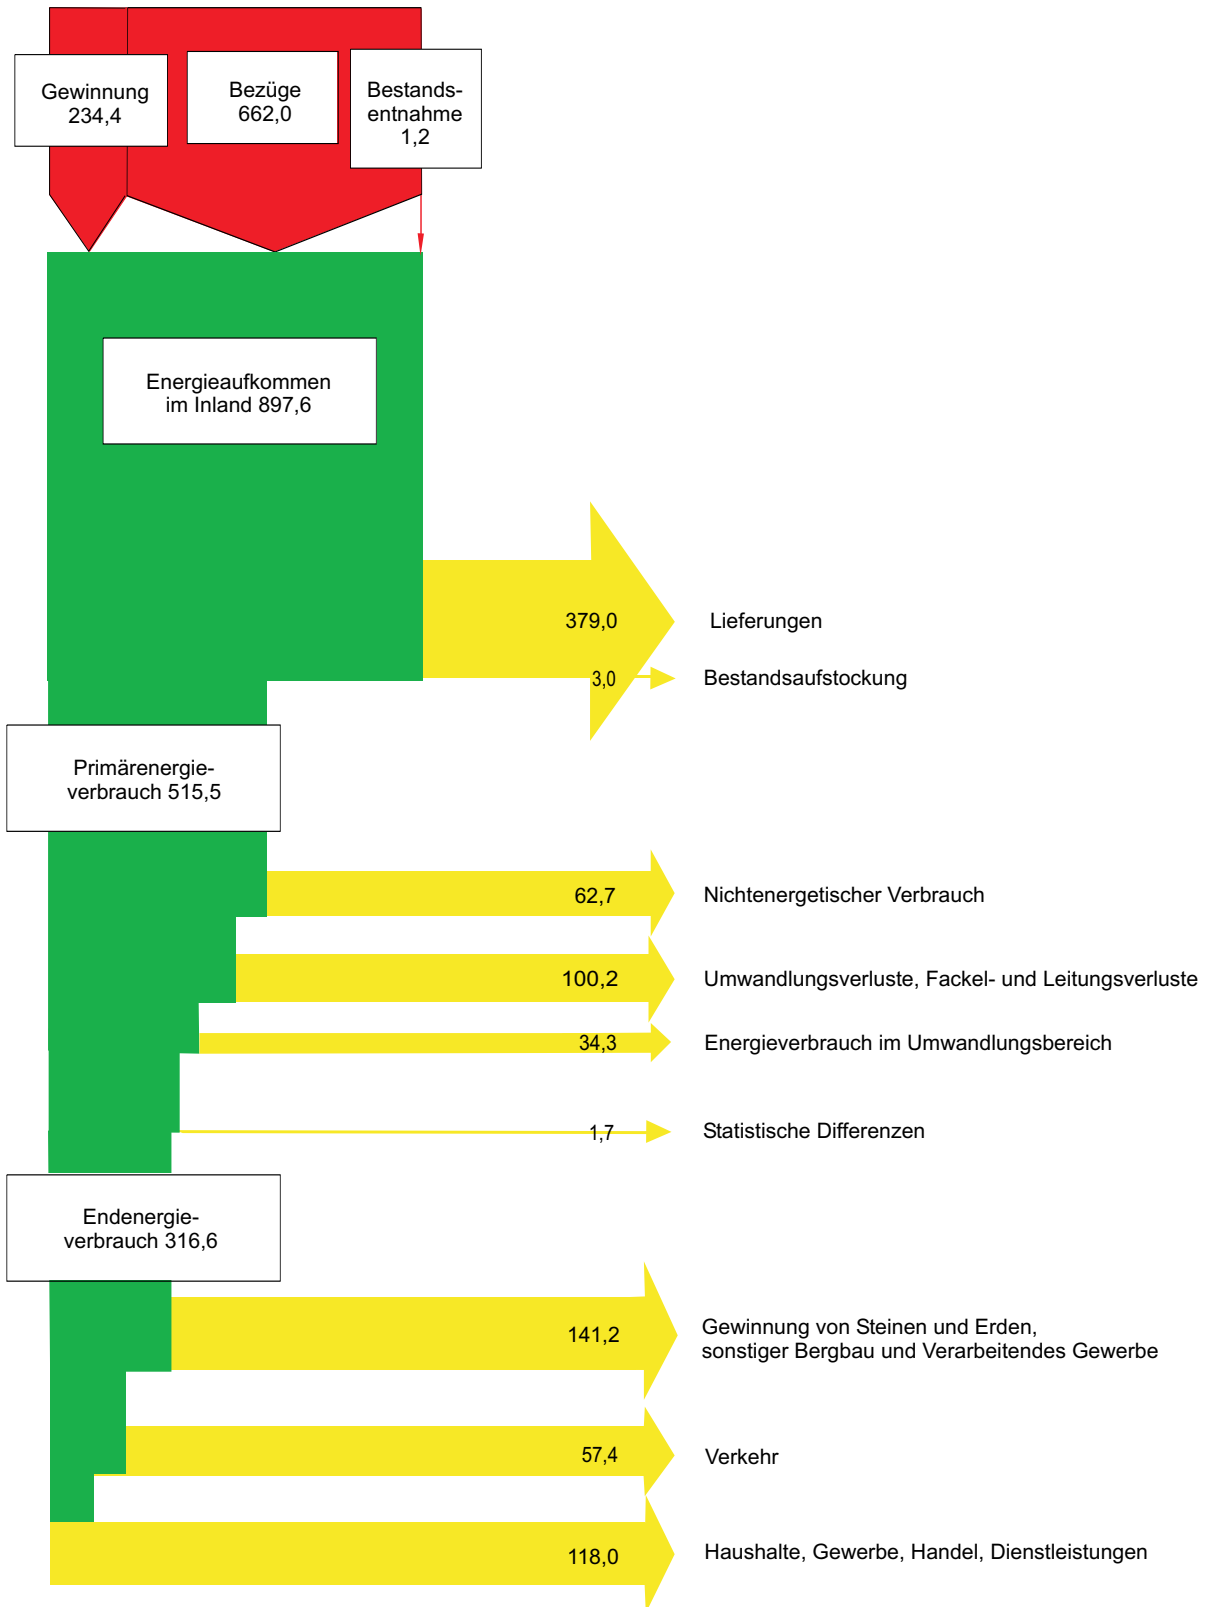 Gewinnung
234,4
Bezüge
662,0
Bestands-
entnahme
1,2
Energieaufkommen
im Inland 897,6
379,0
Lieferungen
3,0
Bestandsaufstockung
Primärenergie-
verbrauch 515,5
62,7
Nichtenergetischer Verbrauch
100,2
Umwandlungsverluste, Fackel- und Leitungsverluste
34,3
Energieverbrauch im Umwandlungsbereich
1,7
Statistische Differenzen
Endenergie-
verbrauch 316,6
141,2
Gewinnung von Steinen und Erden,
sonstiger Bergbau und Verarbeitendes Gewerbe
57,4
Verkehr
118,0
Haushalte, Gewerbe, Handel, Dienstleistungen